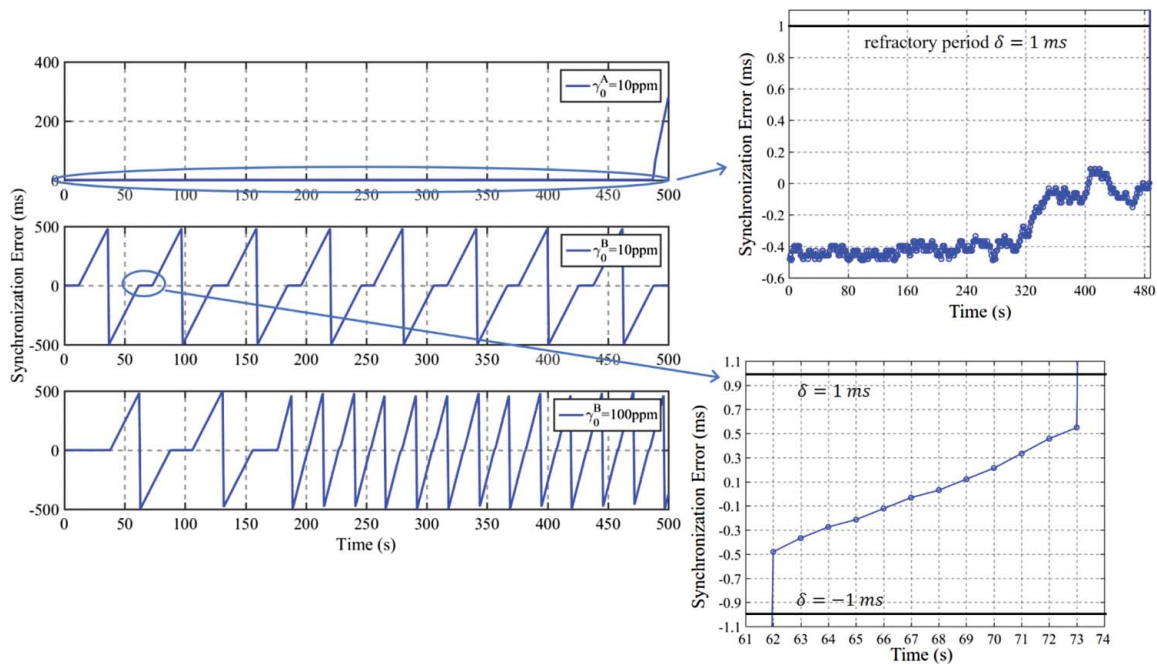 Synchronization Error (ms)
400
200
0
γ₀ᴬ=10ppm
0 50 100 150 200 250 300 350 400 450 500
500
0
-500
γ₀ᴮ=10ppm
0 50 100 150 200 250 300 350 400 450 500
500
0
-500
γ₀ᴮ=100ppm
0 50 100 150 200 250 300 350 400 450 500
Time (s)
Synchronization Error (ms)
1
0.8
0.6
0.4
0.2
0
-0.2
-0.4
-0.6
refractory period δ = 1 ms
0 80 160 240 320 400 480
Time (s)
Synchronization Error (ms)
1.1
0.9
0.7
0.5
0.3
0.1
-0.1
-0.3
-0.5
-0.7
-0.9
-1.1
δ = 1 ms
δ = −1 ms
61 62 63 64 65 66 67 68 69 70 71 72 73 74
Time (s)